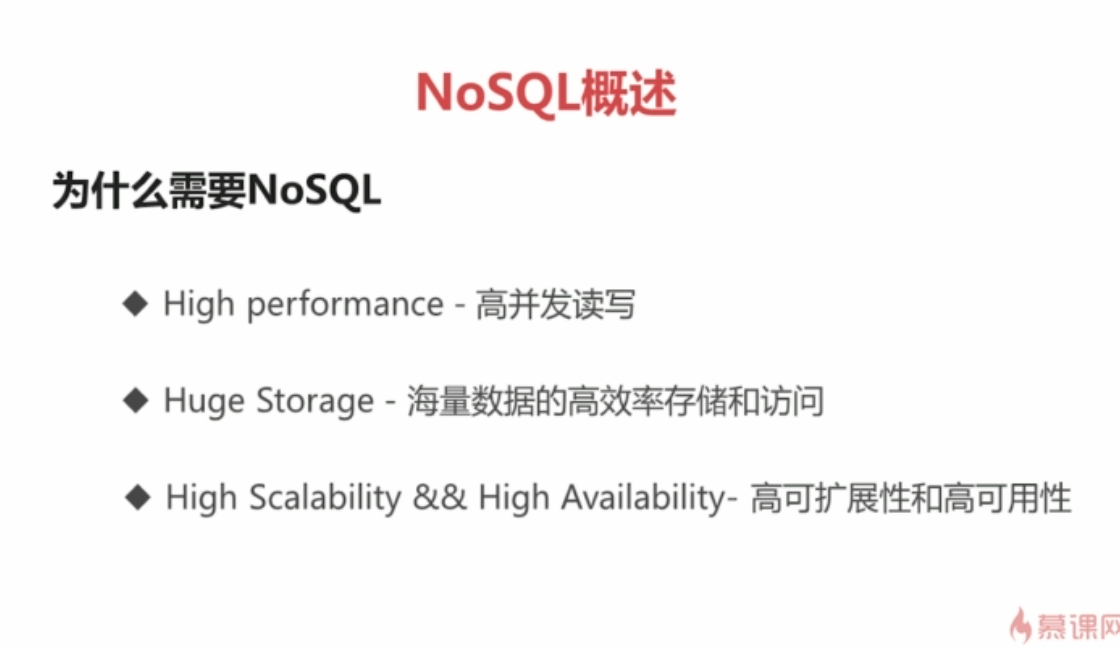 NoSQL概述
为什么需要NoSQL
◆ High performance - 高并发读写
◆ Huge Storage - 海量数据的高效率存储和访问
◆ High Scalability && High Availability- 高可扩展性和高可用性
慕课网